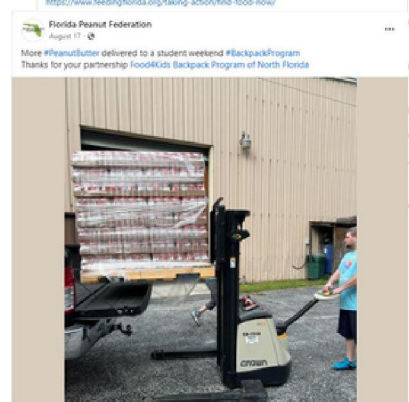 https://www.feedingflorida.org/taking-action/find-food-now/
Florida Peanut Federation
August 17 ·
More #PeanutButter delivered to a student weekend #BackpackProgram
Thanks for your partnership Food4Kids Backpack Program of North Florida
CROWN